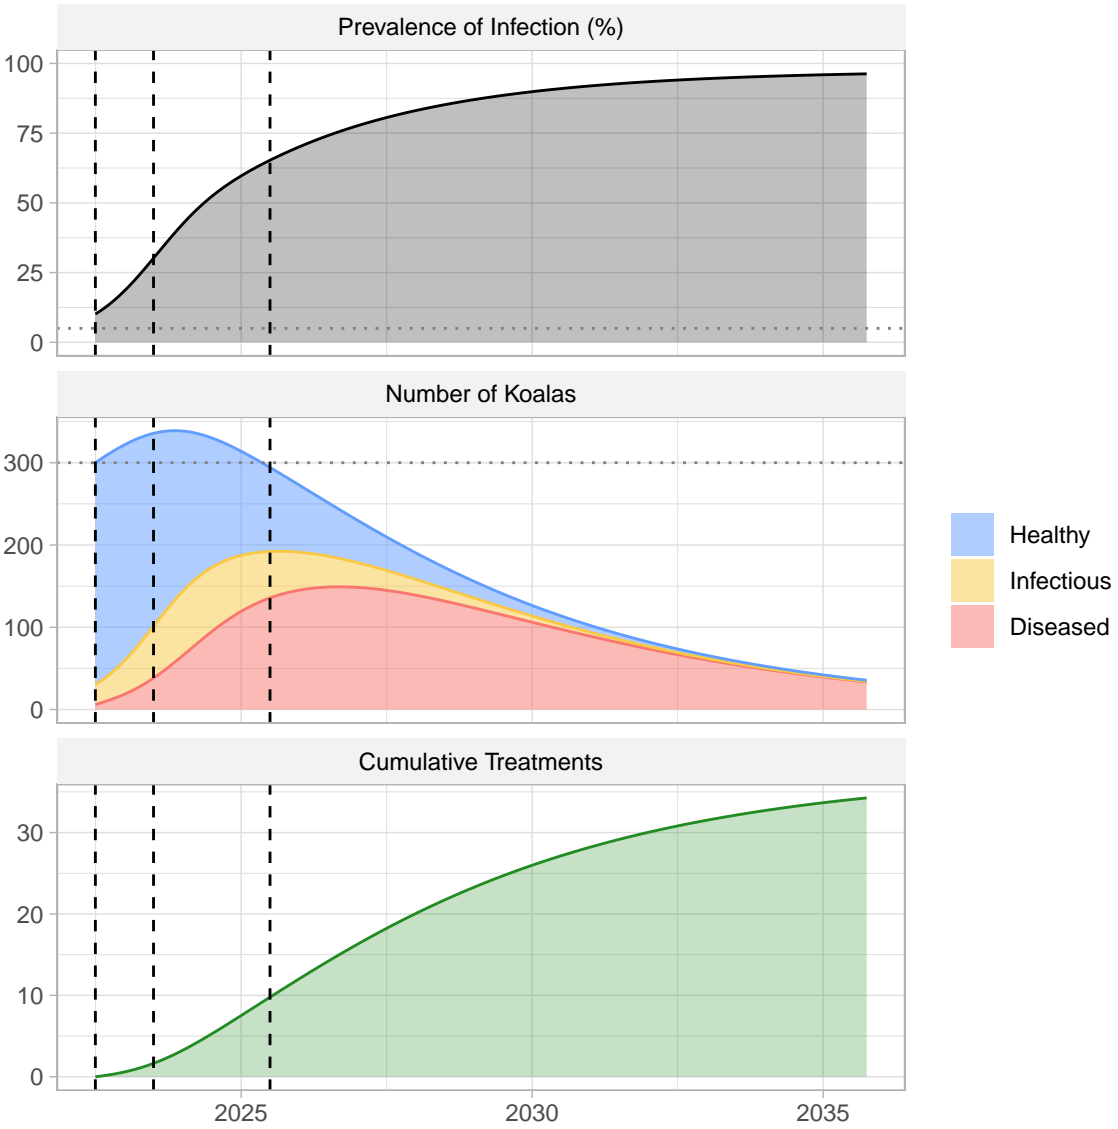 Prevalence of Infection (%)
100
75
50
25
0
Number of Koalas
300
200
100
0
Healthy
Infectious
Diseased
Cumulative Treatments
30
20
10
0
2025 2030 2035